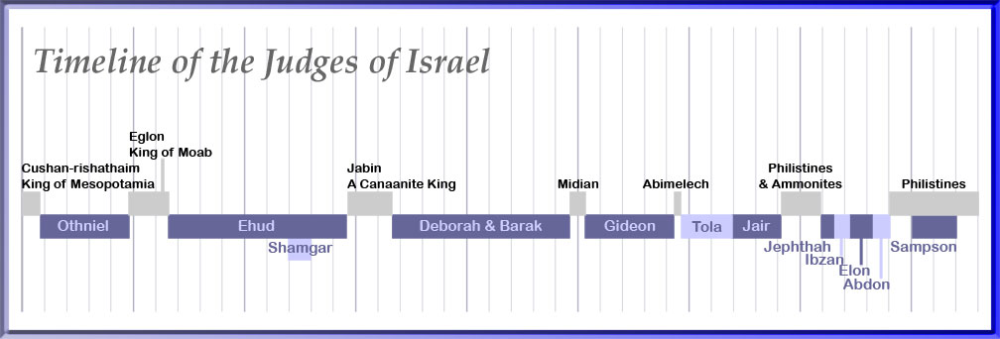 Timeline of the Judges of Israel
Eglon
King of Moab
Cushan-rishathaim
King of Mesopotamia
Jabin
A Canaanite King
Midian
Abimelech
Philistines
& Ammonites
Philistines
Othniel
Ehud
Shamgar
Deborah & Barak
Gideon
Tola
Jair
Jephthah
Ibzan
Elon
Abdon
Sampson